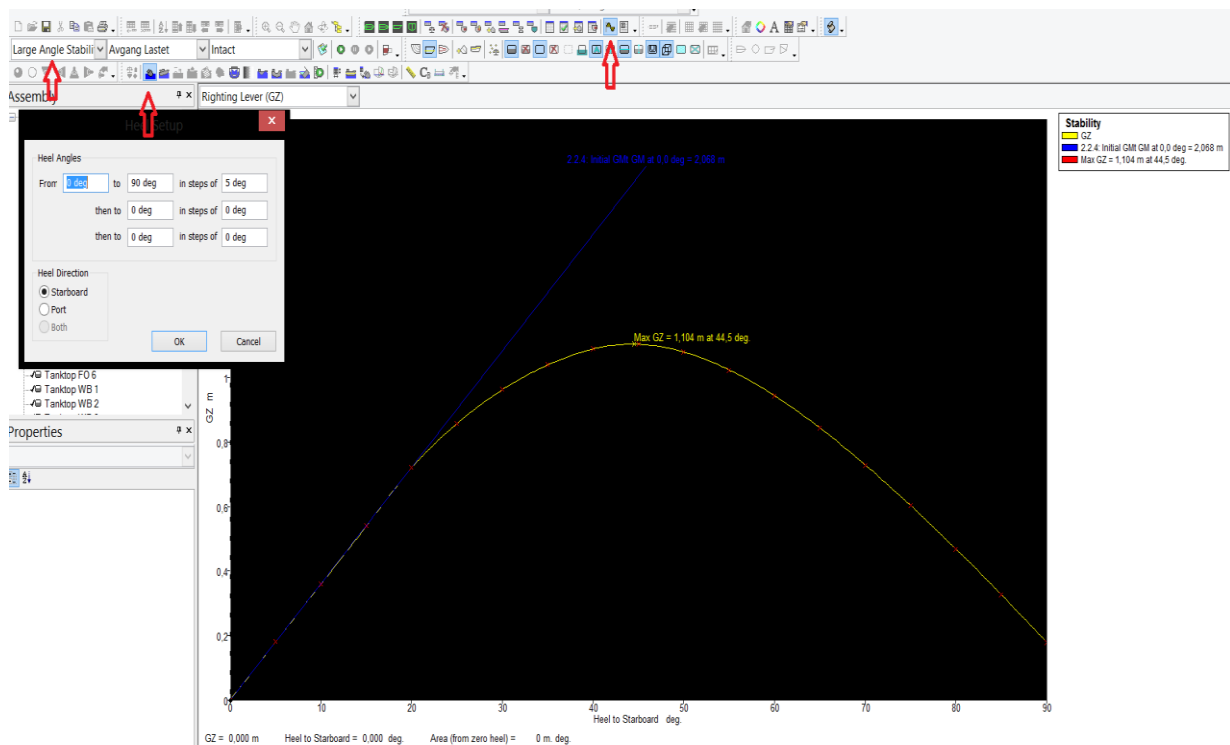 Large Angle Stabili
Avgang Lastet
Intact
Assembly
Righting Lever (GZ)
Heel Setup
x
Heel Angles
From 0 deg to 90 deg in steps of 5 deg
then to 0 deg in steps of 0 deg
then to 0 deg in steps of 0 deg
Heel Direction
Starboard
Port
Both
OK
Cancel
Tanktop FO 6
Tanktop WB 1
Tanktop WB 2
Properties
2.2.4: Initial GMt GM at 0,0 deg = 2,068 m
Max GZ = 1,104 m at 44,5 deg.
Stability
GZ
2.2.4: Initial GMt GM at 0,0 deg = 2,068 m
Max GZ = 1,104 m at 44,5 deg.
1
0,8
0,6
0,4
0,2
0
GZ m
0 10 20 30 40 50 60 70 80 90
Heel to Starboard deg.
GZ = 0,000 m Heel to Starboard = 0,000 deg. Area (from zero heel) = 0 m. deg.